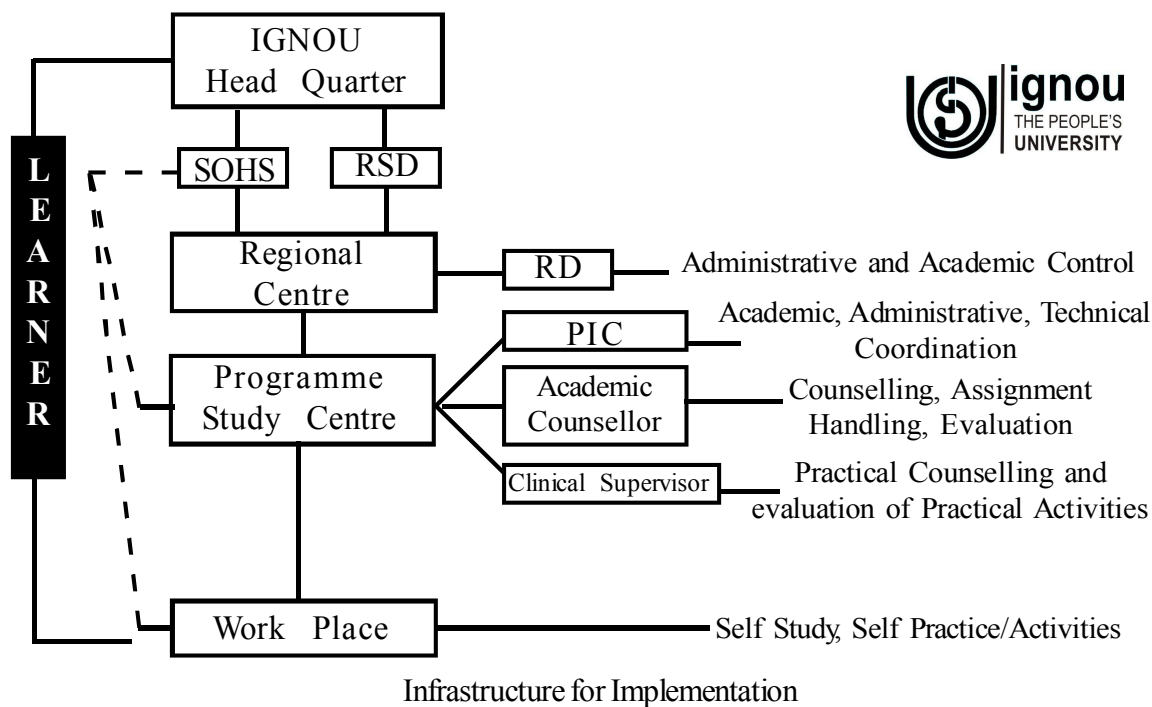 IGNOU
Head Quarter
ignou
THE PEOPLE'S
UNIVERSITY
LEARNER
SOHS
RSD
Regional
Centre
RD
Administrative and Academic Control
PIC
Academic, Administrative, Technical
Coordination
Programme
Study Centre
Academic
Counsellor
Counselling, Assignment
Handling, Evaluation
Clinical Supervisor
Practical Counselling and
evaluation of Practical Activities
Work Place
Self Study, Self Practice/Activities
Infrastructure for Implementation